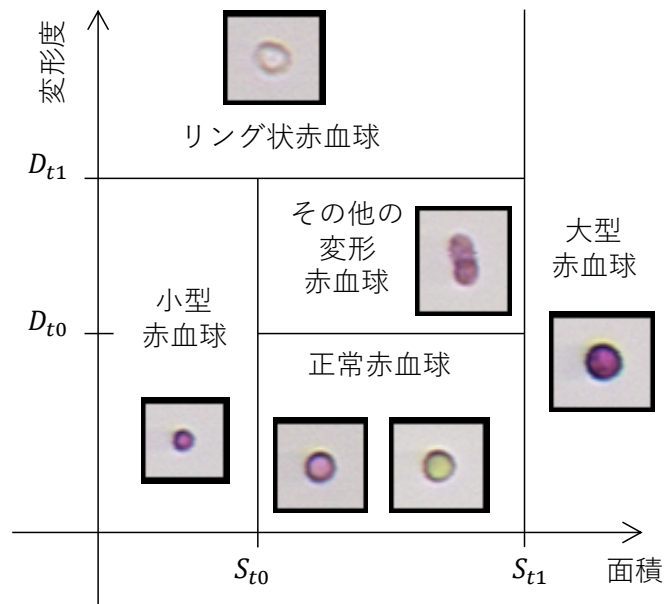 変形度
リング状赤血球
D_{t1}
その他の
変形
赤血球
大型
赤血球
小型
赤血球
D_{t0}
正常赤血球
S_{t0}
S_{t1}
面積